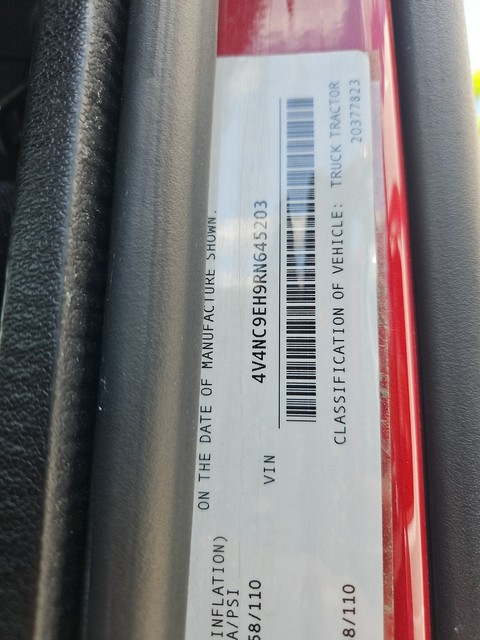 INFLATION) ON THE DATE OF MANUFACTURE SHOWN.
A/PSI
68/110 VIN 4V4NC9EH9RN645203
8/110 CLASSIFICATION OF VEHICLE: TRUCK TRACTOR
20377823